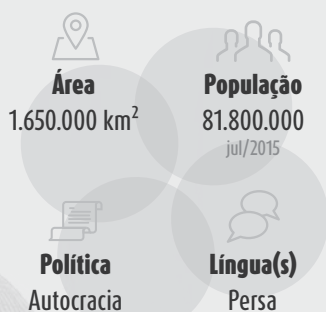 Área
1.650.000 km²
População
81.800.000
jul/2015
Política
Autocracia
Língua(s)
Persa